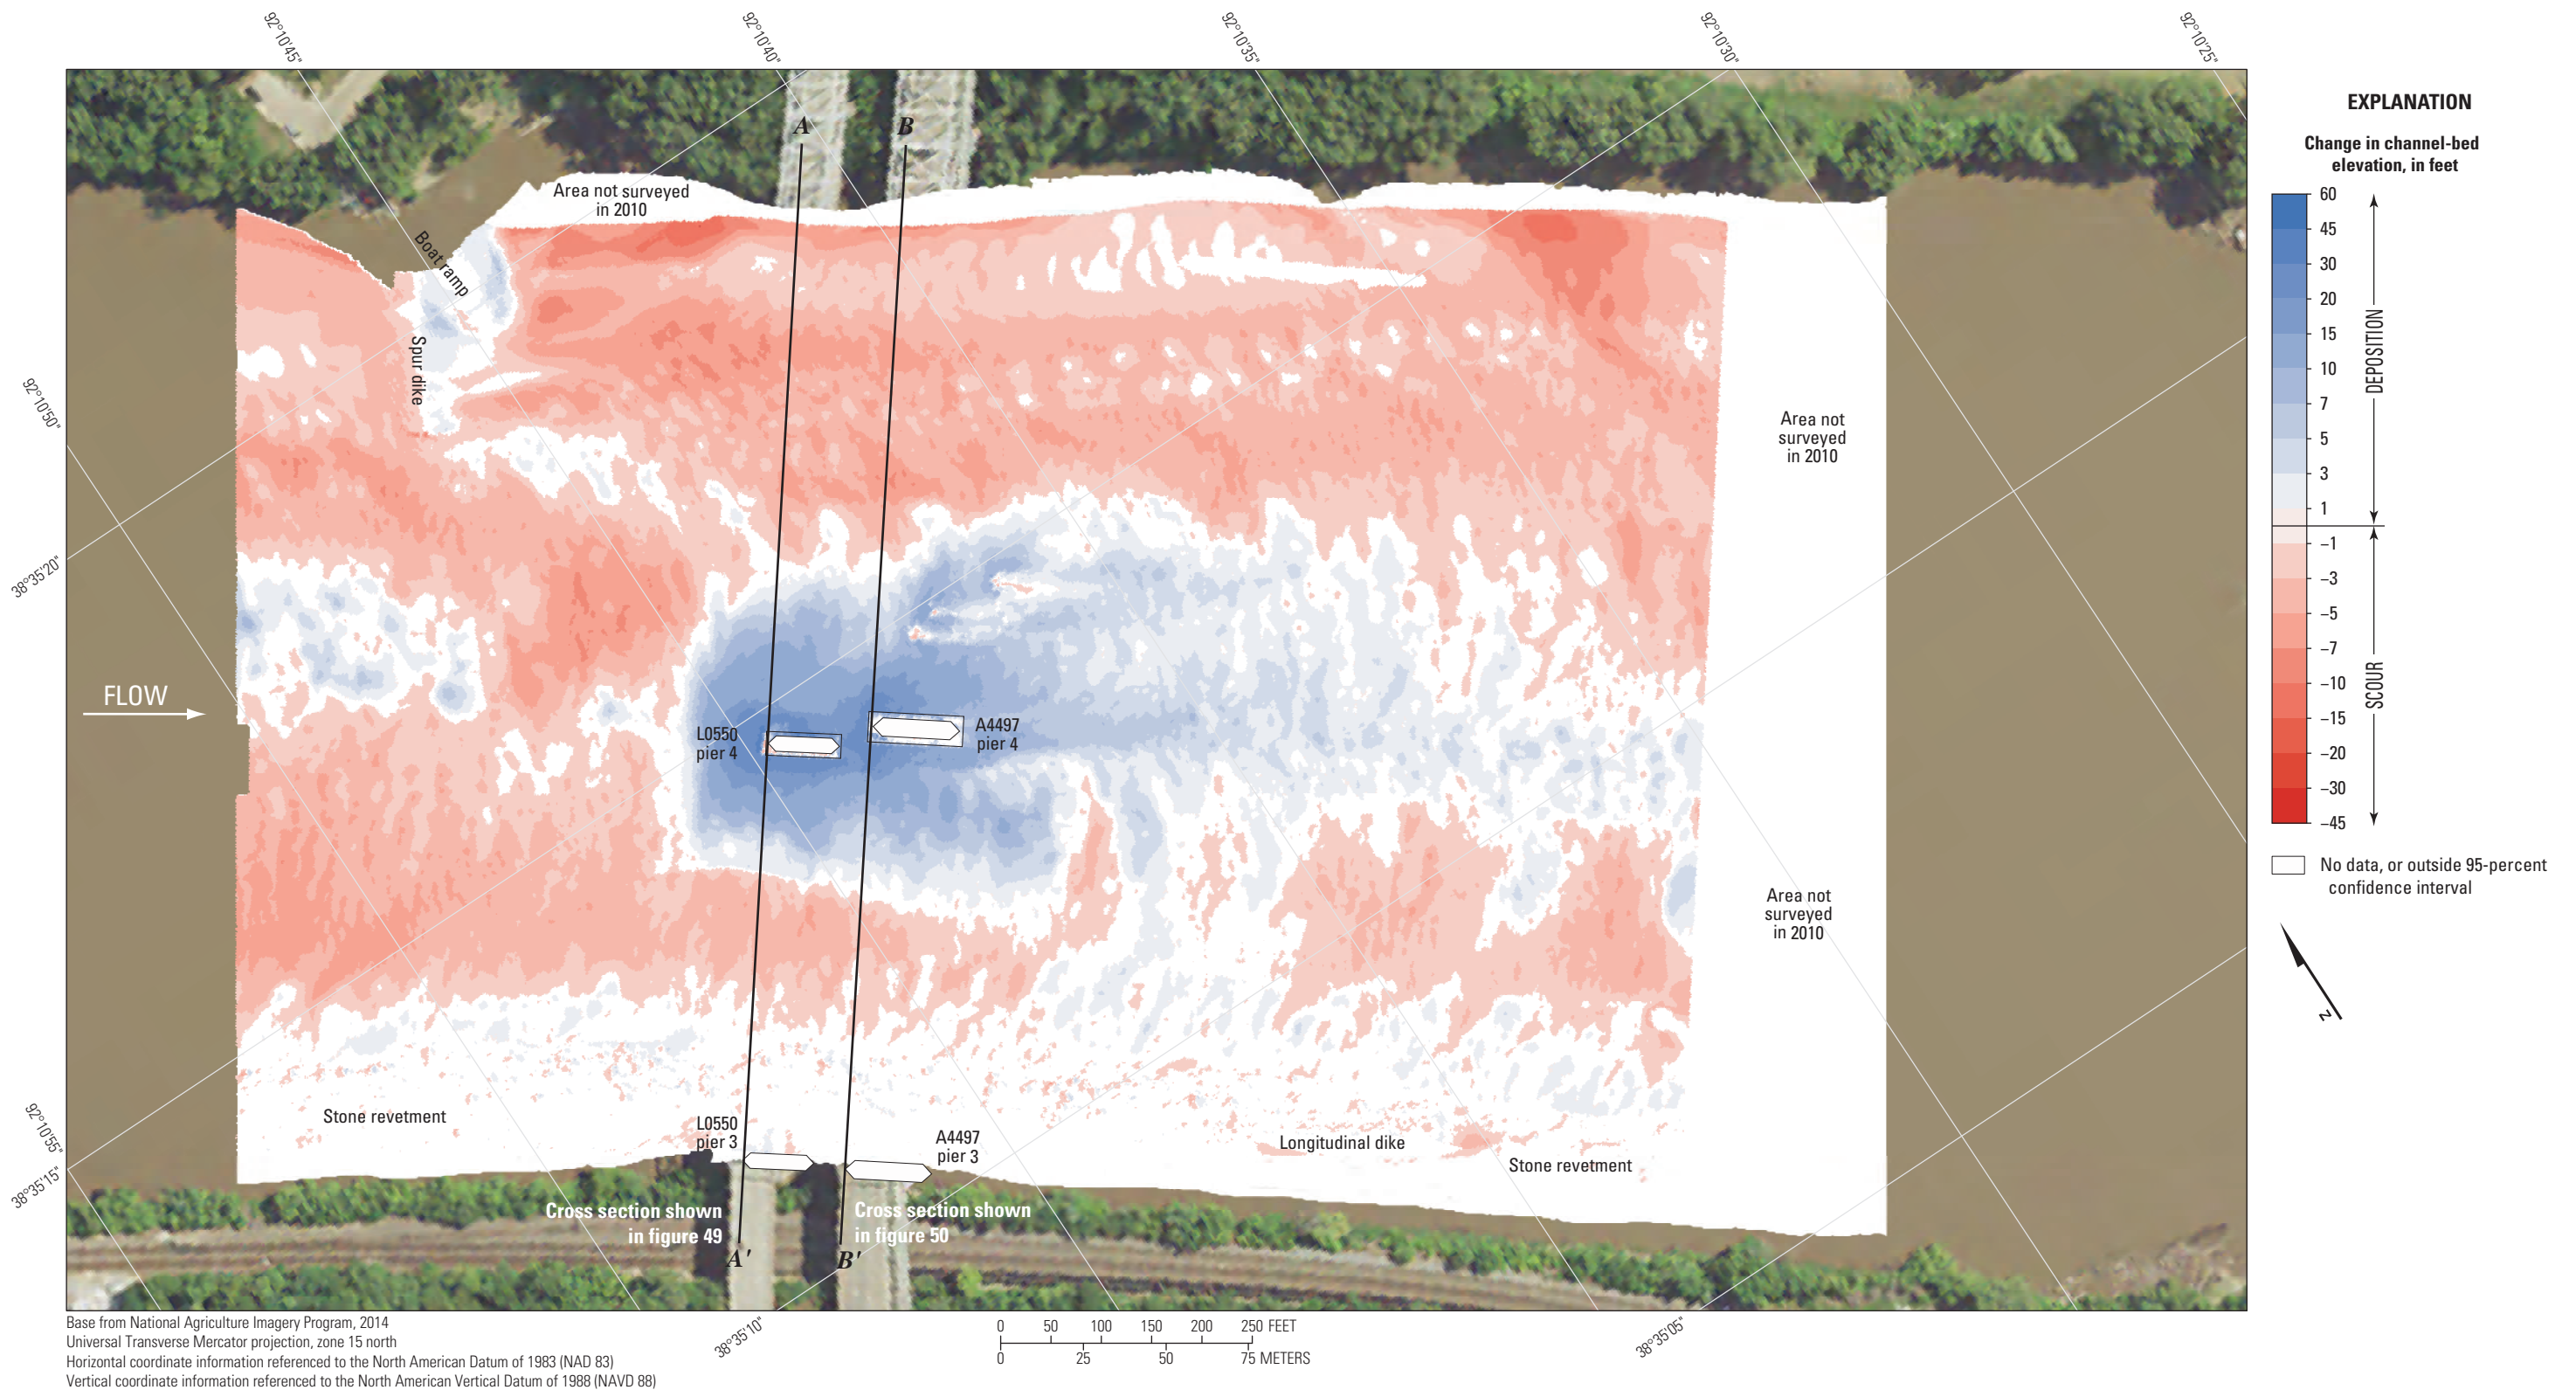 92°10'45"
92°10'40"
92°10'35"
92°10'30"
92°10'25"
EXPLANATION
Change in channel-bed
elevation, in feet
60
45
30
20
15
10
7
5
3
1
−1
−3
−5
−7
−10
−15
−20
−30
−45
DEPOSITION
SCOUR
No data, or outside 95-percent
confidence interval
N
A
B
Area not surveyed
in 2010
Boat ramp
Spur dike
92°10'50"
Area not
surveyed
in 2010
38°35'20"
FLOW
L0550
pier 4
A4497
pier 4
Area not
surveyed
in 2010
92°10'55"
38°35'15"
Stone revetment
L0550
pier 3
A4497
pier 3
Longitudinal dike
Stone revetment
Cross section shown
in figure 49
Cross section shown
in figure 50
A'
B'
38°35'10"
38°35'05"
Base from National Agriculture Imagery Program, 2014
Universal Transverse Mercator projection, zone 15 north
Horizontal coordinate information referenced to the North American Datum of 1983 (NAD 83)
Vertical coordinate information referenced to the North American Vertical Datum of 1988 (NAVD 88)
0 50 100 150 200 250 FEET
0 25 50 75 METERS